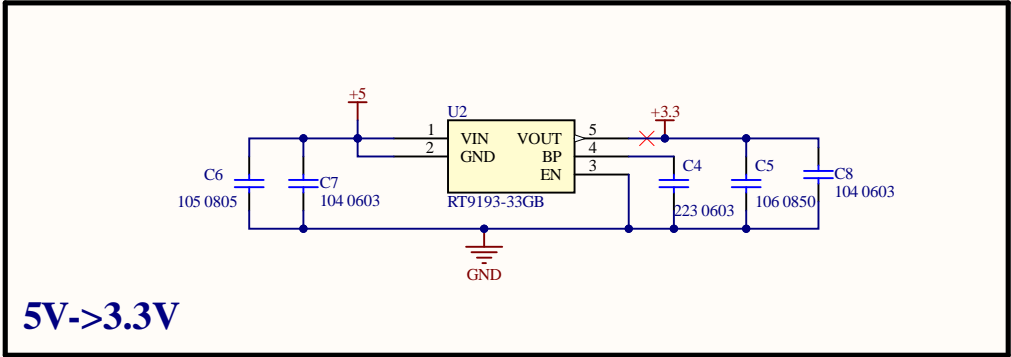 +5
U2
+3.3
1
VIN
VOUT
5
2
GND
BP
4
EN
3
C6
C7
C4
C5
C8
105 0805
104 0603
RT9193-33GB
223 0603
106 0850
104 0603
GND
5V->3.3V